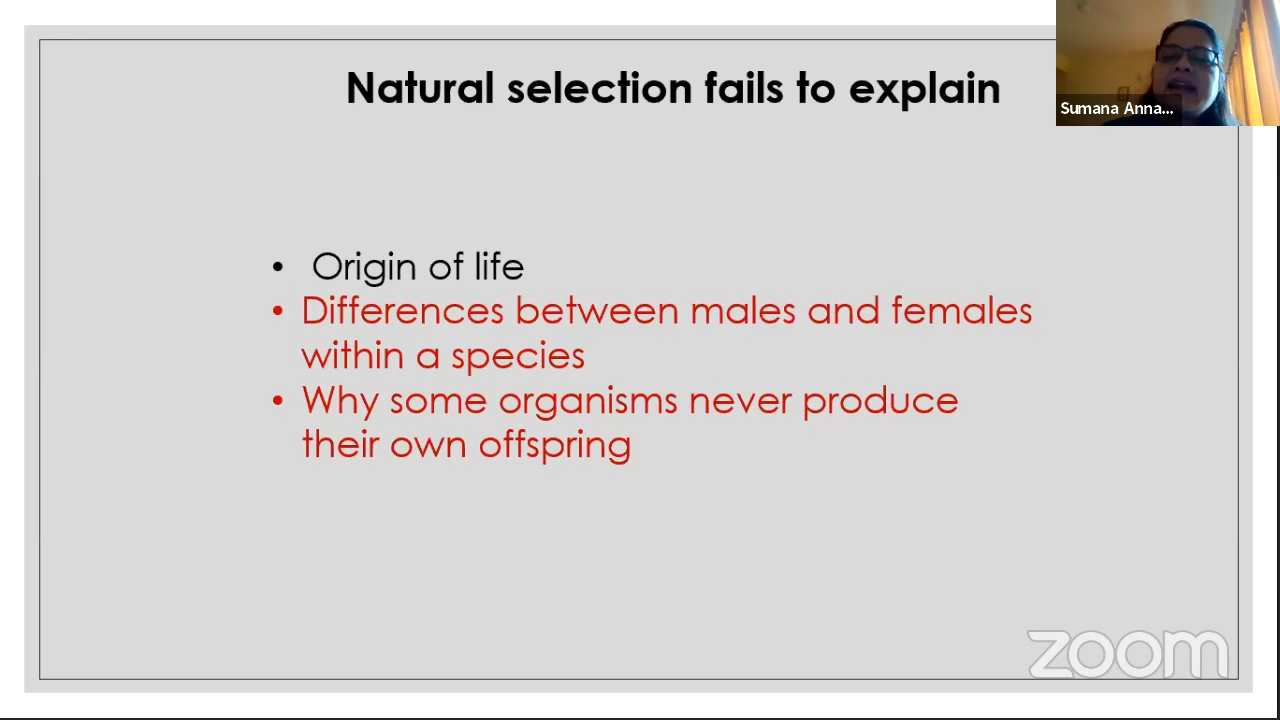 Natural selection fails to explain
Sumana Anna...
• Origin of life
• Differences between males and females
within a species
• Why some organisms never produce
their own offspring
zoom